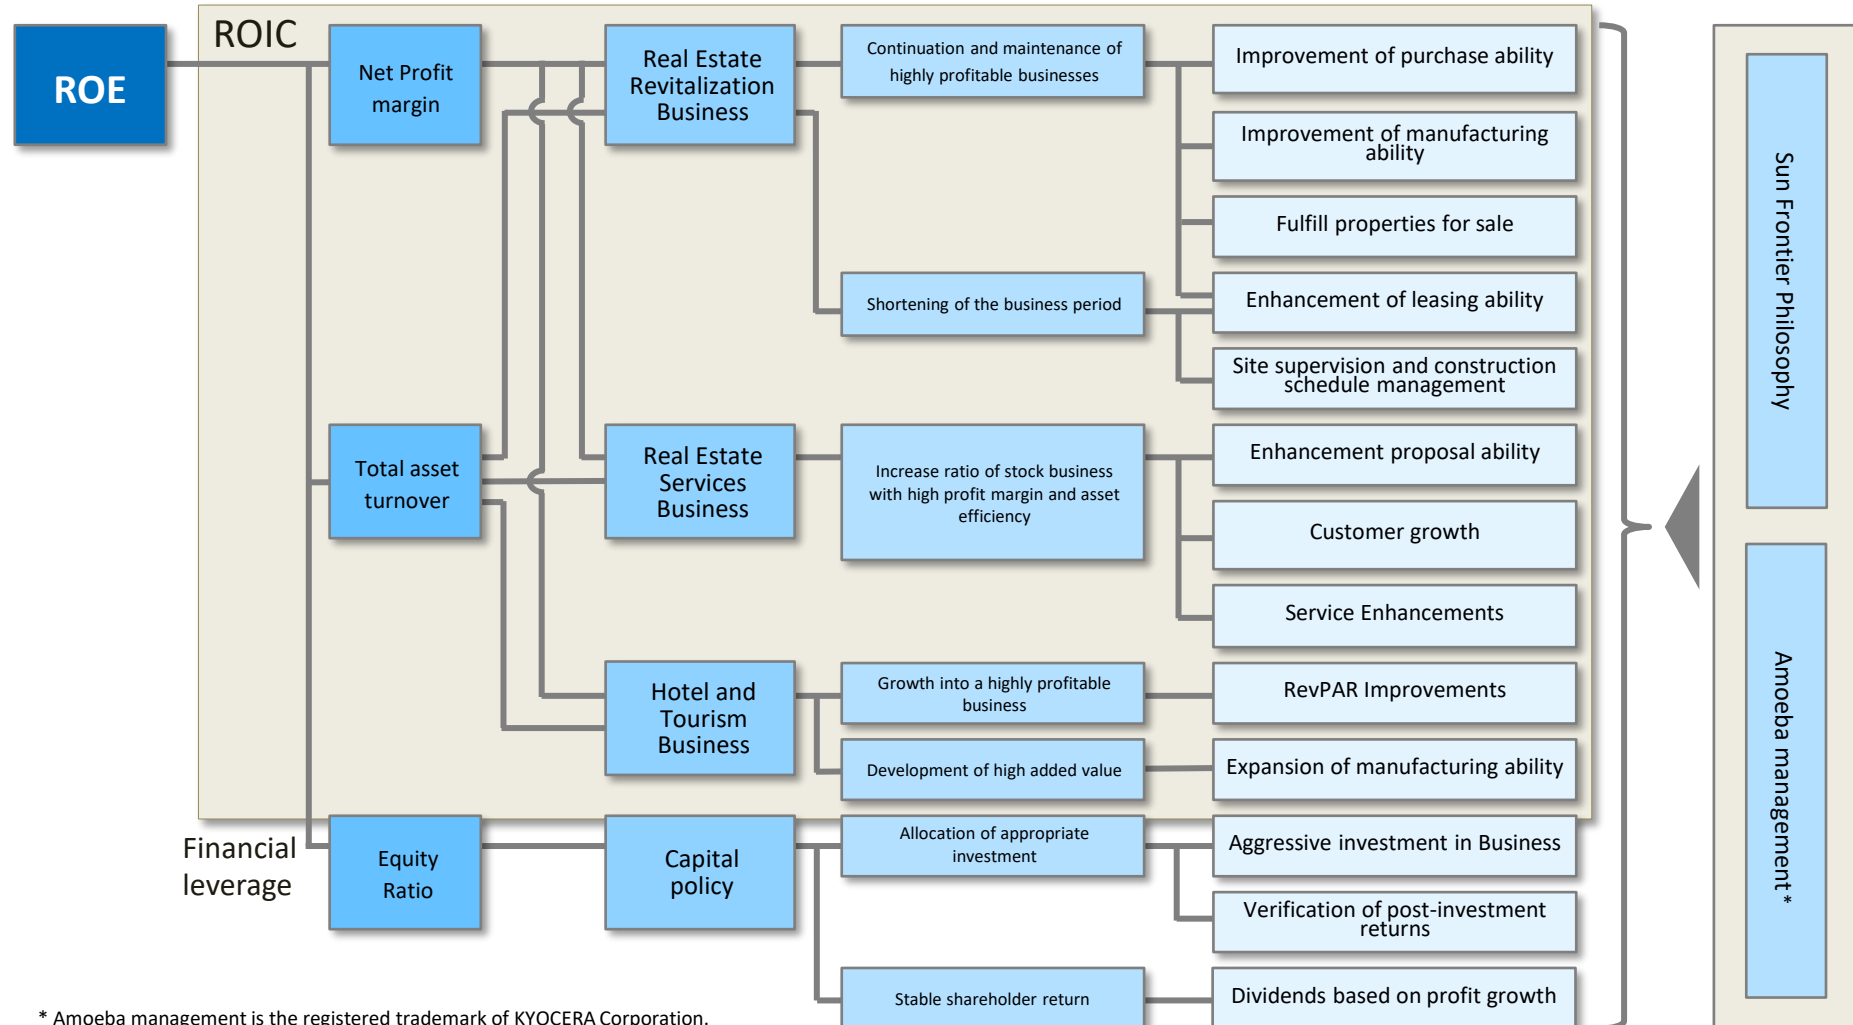 ROIC
ROE
Net Profit
margin
Real Estate
Revitalization
Business
Continuation and maintenance of
highly profitable businesses
Improvement of purchase ability
Improvement of manufacturing
ability
Fulfill properties for sale
Shortening of the business period
Enhancement of leasing ability
Site supervision and construction
schedule management
Total asset
turnover
Real Estate
Services
Business
Increase ratio of stock business
with high profit margin and asset
efficiency
Enhancement proposal ability
Customer growth
Service Enhancements
Hotel and
Tourism
Business
Growth into a highly profitable
business
RevPAR Improvements
Development of high added value
Expansion of manufacturing ability
Financial
leverage
Equity
Ratio
Capital
policy
Allocation of appropriate
investment
Aggressive investment in Business
Verification of post-investment
returns
Stable shareholder return
Dividends based on profit growth
Sun Frontier Philosophy
Amoeba management*
* Amoeba management is the registered trademark of KYOCERA Corporation.